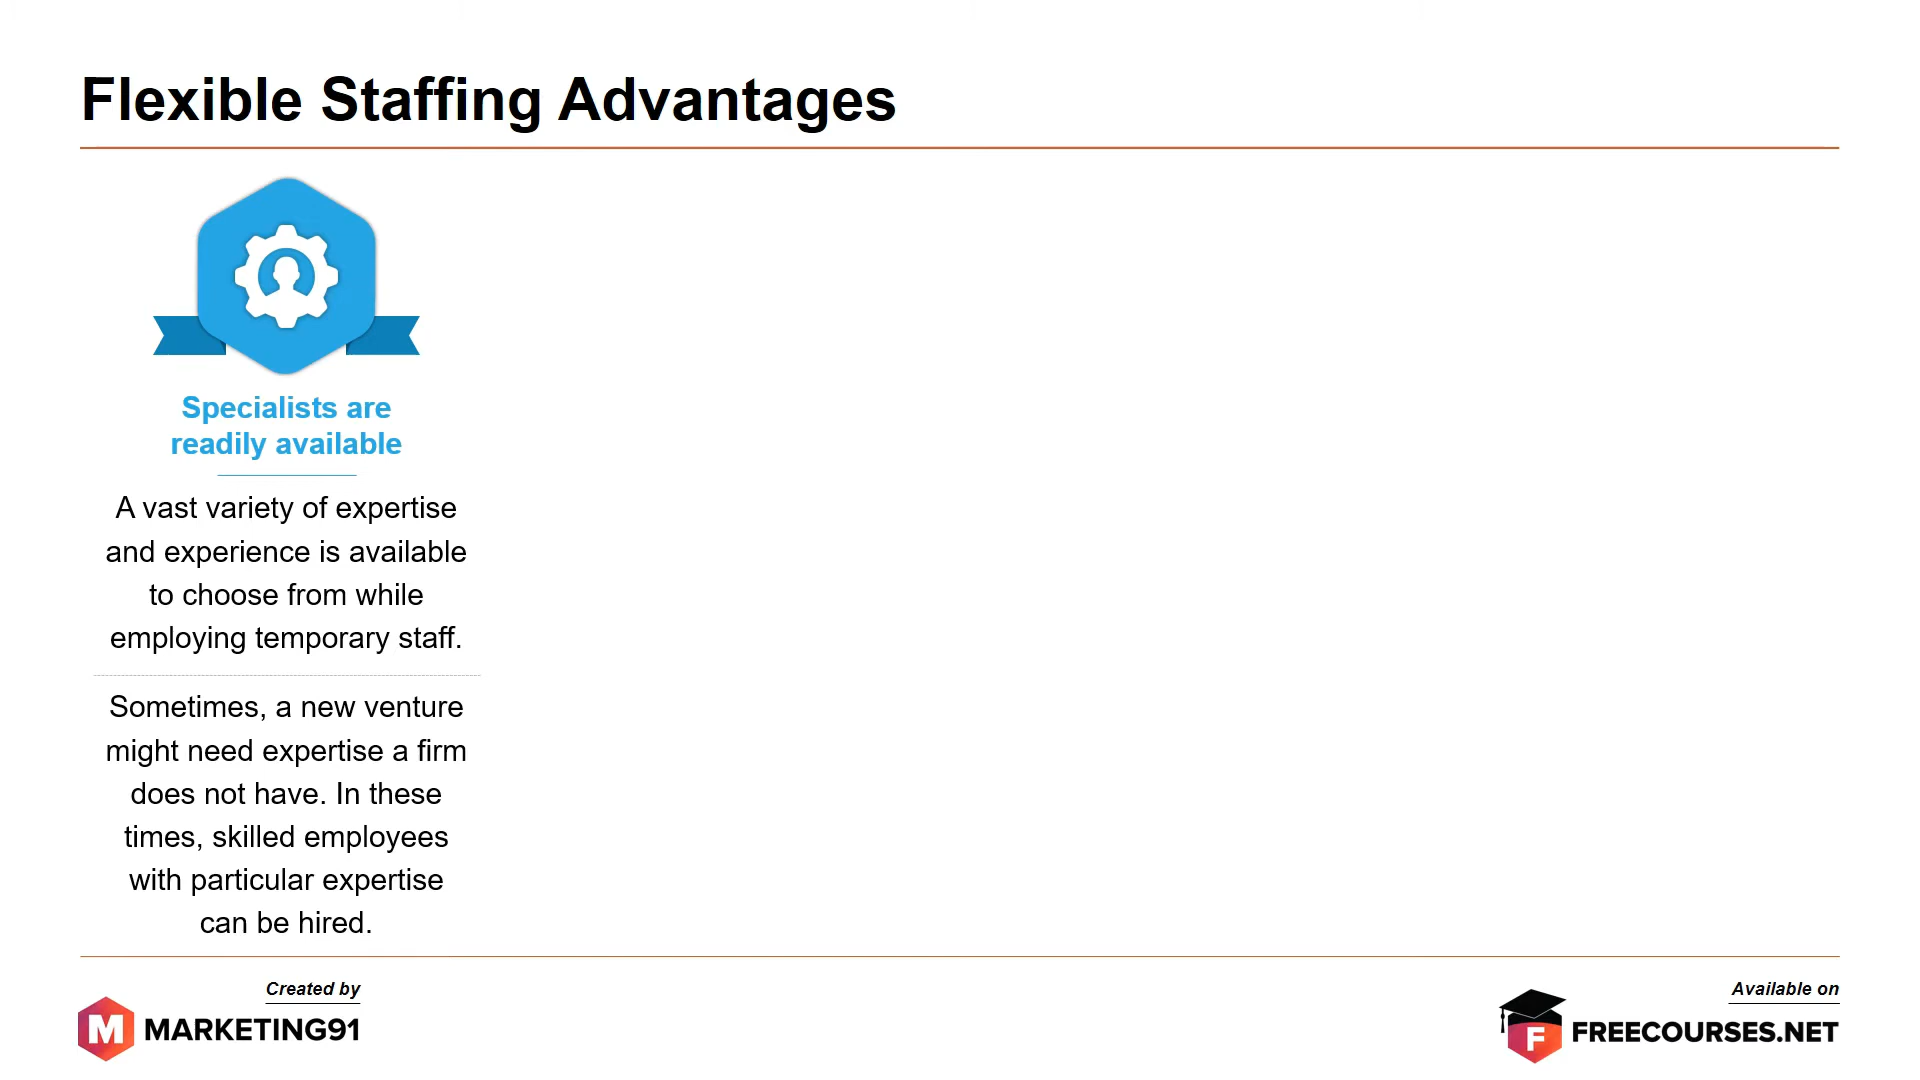 Flexible Staffing Advantages
Specialists are
readily available
A vast variety of expertise
and experience is available
to choose from while
employing temporary staff.
Sometimes, a new venture
might need expertise a firm
does not have. In these
times, skilled employees
with particular expertise
can be hired.
Created by
M MARKETING91
Available on
F FREECOURSES.NET